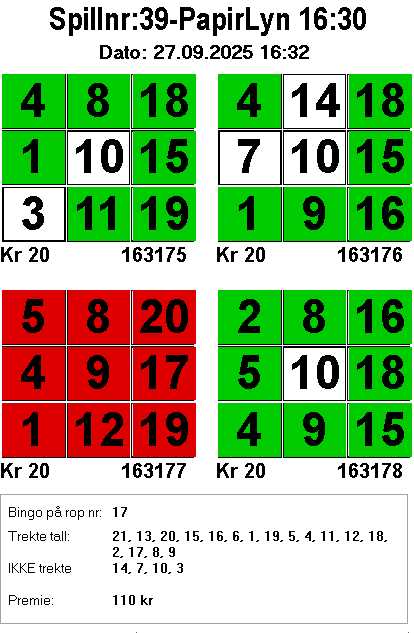 Spillnr:39-PapirLyn 16:30
Dato: 27.09.2025 16:32
4 8 18
1 10 15
3 11 19
Kr 20 163175
4 14 18
7 10 15
1 9 16
Kr 20 163176
5 8 20
4 9 17
1 12 19
Kr 20 163177
2 8 16
5 10 18
4 9 15
Kr 20 163178
Bingo på rop nr: 17
Trekte tall: 21, 13, 20, 15, 16, 6, 1, 19, 5, 4, 11, 12, 18,
2, 17, 8, 9
IKKE trekte 14, 7, 10, 3
Premie: 110 kr